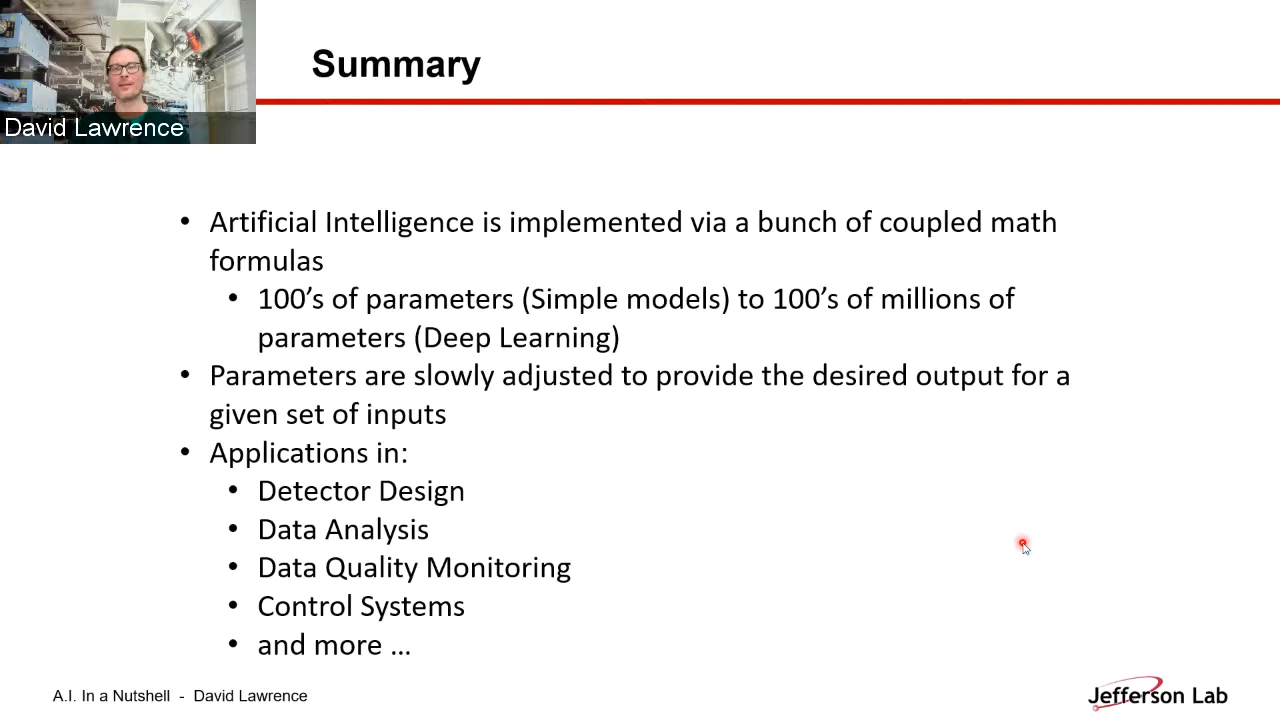 David Lawrence
Summary
• Artificial Intelligence is implemented via a bunch of coupled math
formulas
• 100’s of parameters (Simple models) to 100’s of millions of
parameters (Deep Learning)
• Parameters are slowly adjusted to provide the desired output for a
given set of inputs
• Applications in:
• Detector Design
• Data Analysis
• Data Quality Monitoring
• Control Systems
• and more …
A.I. In a Nutshell - David Lawrence
Jefferson Lab